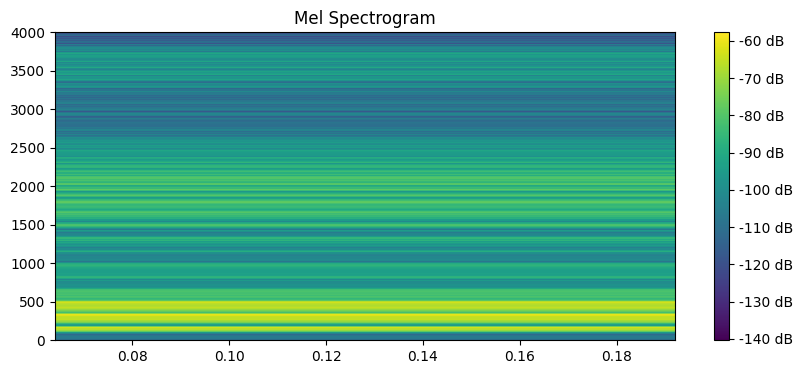 Mel Spectrogram
4000
3500
3000
2500
2000
1500
1000
500
0
0.08 0.10 0.12 0.14 0.16 0.18
-60 dB
-70 dB
-80 dB
-90 dB
-100 dB
-110 dB
-120 dB
-130 dB
-140 dB